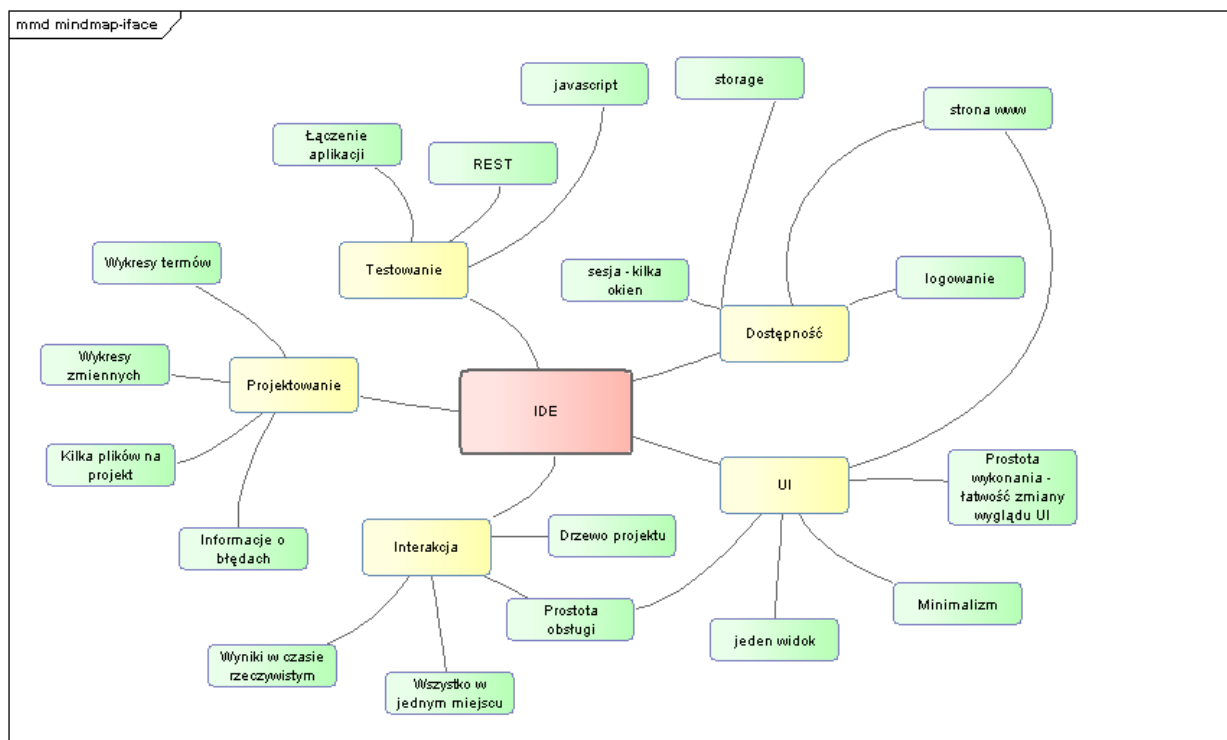 mmd mindmap-iface
javascript
storage
strona www
Łączenie
aplikacji
REST
Wykresy termów
Testowanie
sesja - kilka
okien
logowanie
Dostępność
Wykresy
zmiennych
Projektowanie
IDE
Kilka plików na
projekt
UI
Prostota
wykonania -
łatwość zmiany
wyglądu UI
Informacje o
błędach
Interakcja
Drzewo projektu
Prostota
obsługi
Minimalizm
jeden widok
Wyniki w czasie
rzeczywistym
Wszystko w
jednym miejscu